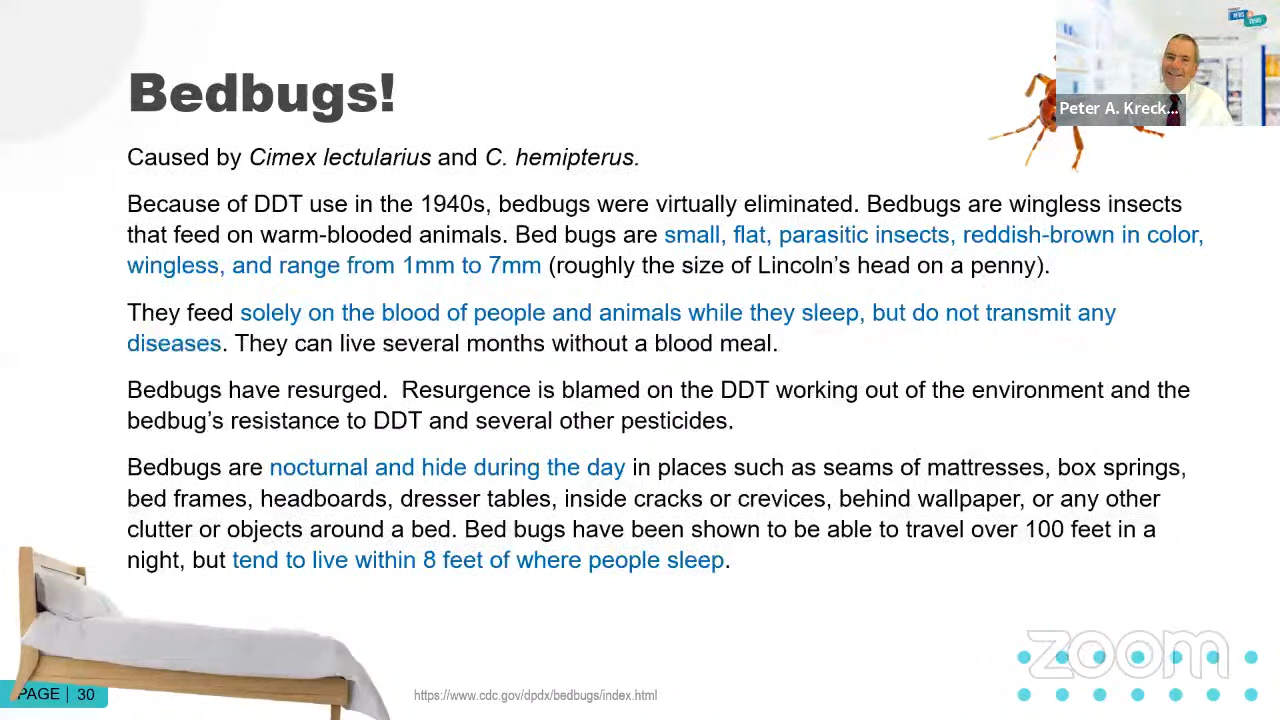 Bedbugs!
Peter A. Kreck...
Caused by Cimex lectularius and C. hemipterus.
Because of DDT use in the 1940s, bedbugs were virtually eliminated. Bedbugs are wingless insects
that feed on warm-blooded animals. Bed bugs are small, flat, parasitic insects, reddish-brown in color,
wingless, and range from 1mm to 7mm (roughly the size of Lincoln’s head on a penny).
They feed solely on the blood of people and animals while they sleep, but do not transmit any
diseases. They can live several months without a blood meal.
Bedbugs have resurged.  Resurgence is blamed on the DDT working out of the environment and the
bedbug’s resistance to DDT and several other pesticides.
Bedbugs are nocturnal and hide during the day in places such as seams of mattresses, box springs,
bed frames, headboards, dresser tables, inside cracks or crevices, behind wallpaper, or any other
clutter or objects around a bed. Bed bugs have been shown to be able to travel over 100 feet in a
night, but tend to live within 8 feet of where people sleep.
zoom
PAGE | 30
https://www.cdc.gov/dpdx/bedbugs/index.html